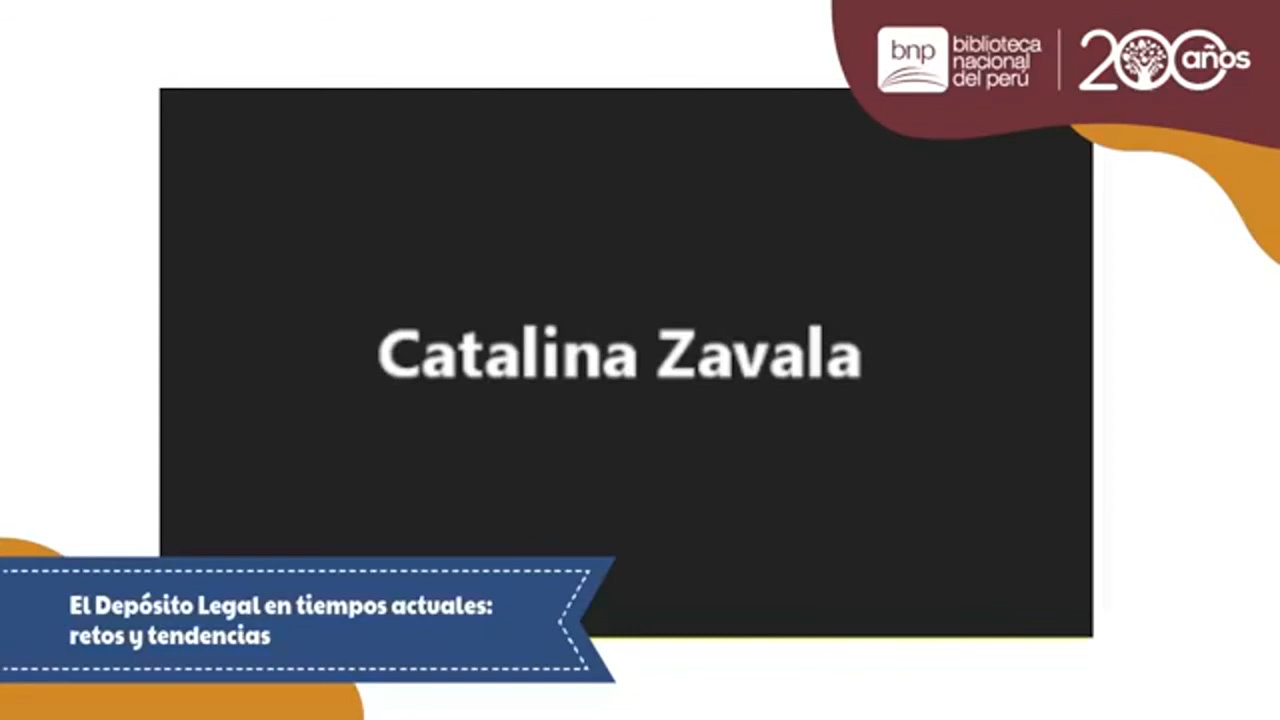 bnp
biblioteca
nacional
del perú
200 años
Catalina Zavala
El Depósito Legal en tiempos actuales:
retos y tendencias